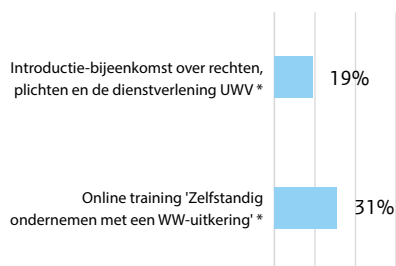 Introductie-bijeenkomst over rechten,
plichten en de dienstverlening UWV *
19%
Online training 'Zelfstandig
ondernemen met een WW-uitkering' *
31%